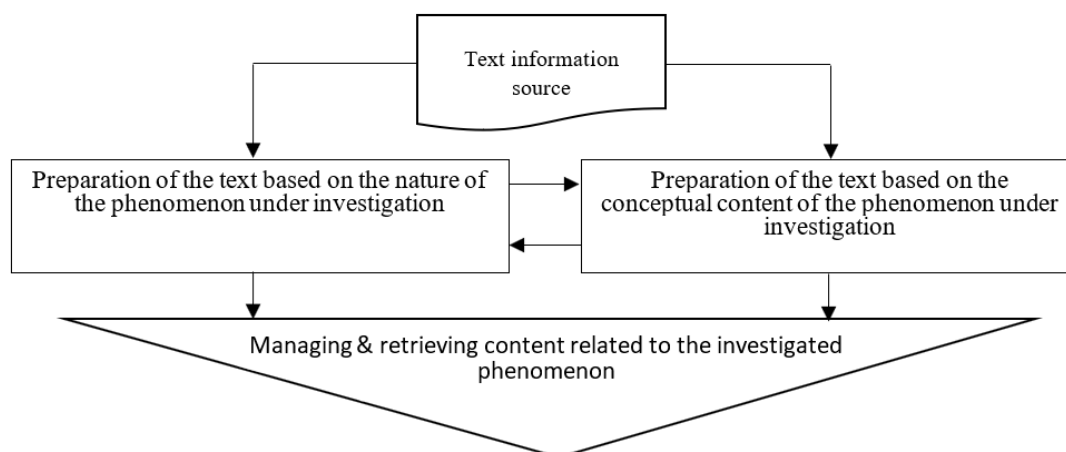 Text information
source
Preparation of the text based on the nature of
the phenomenon under investigation
Preparation of the text based on the
conceptual content of the phenomenon under
investigation
Managing & retrieving content related to the investigated
phenomenon